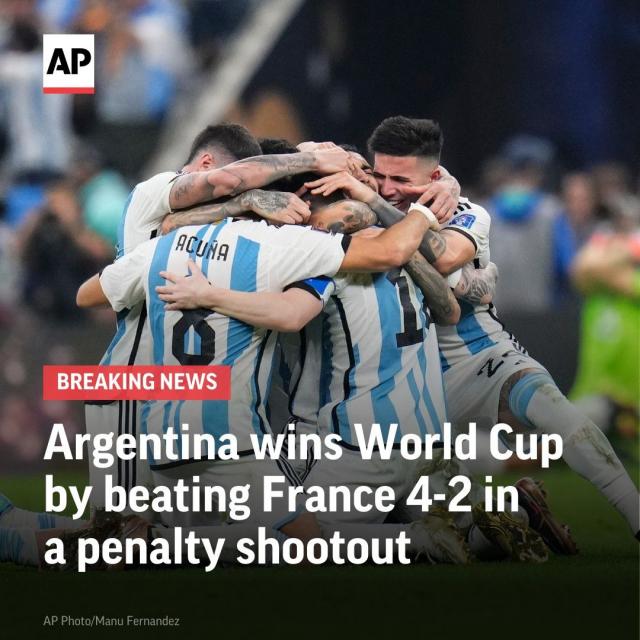 AP
ACUÑA
8
BREAKING NEWS
Argentina wins World Cup
by beating France 4-2 in
a penalty shootout
AP Photo/Manu Fernandez